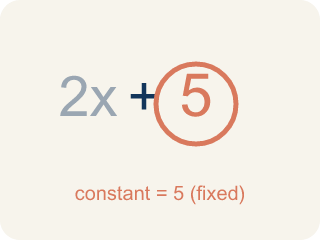 2x + 5
constant = 5 (fixed)